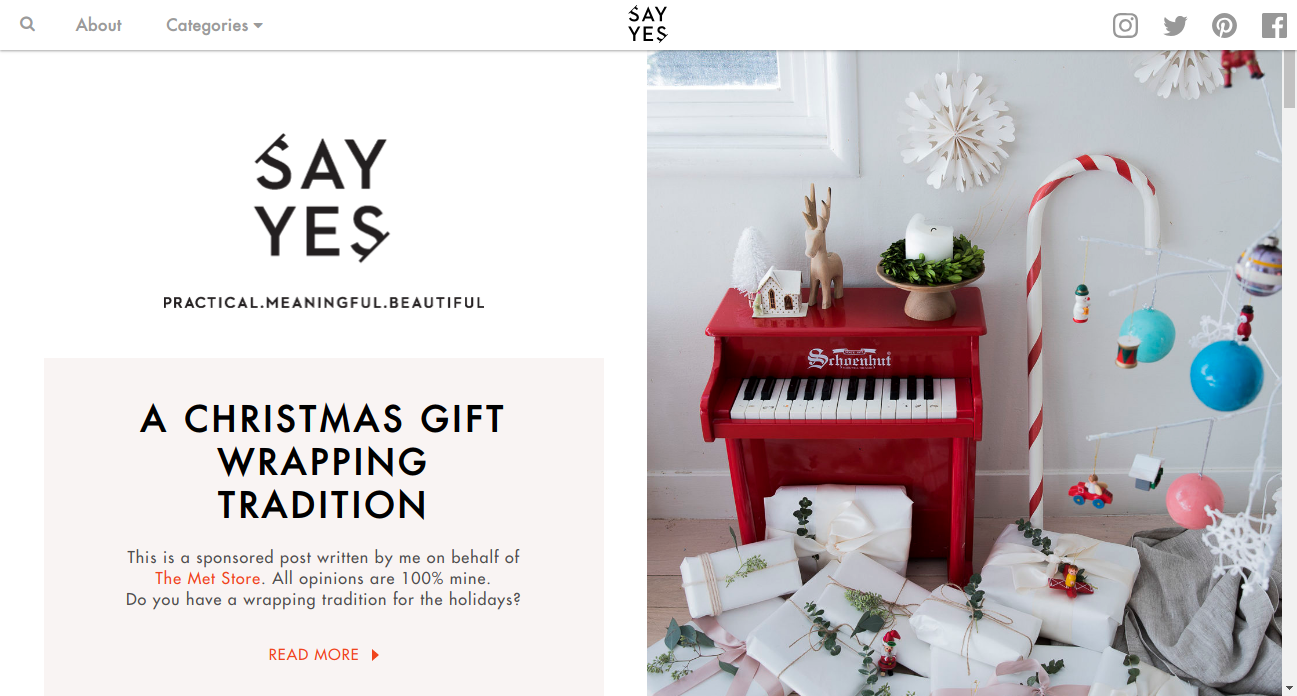 About
Categories
SAY
YES
SAY
YES
PRACTICAL.MEANINGFUL.BEAUTIFUL
A CHRISTMAS GIFT
WRAPPING
TRADITION
This is a sponsored post written by me on behalf of
The Met Store. All opinions are 100% mine.
Do you have a wrapping tradition for the holidays?
READ MORE
Schoenhut